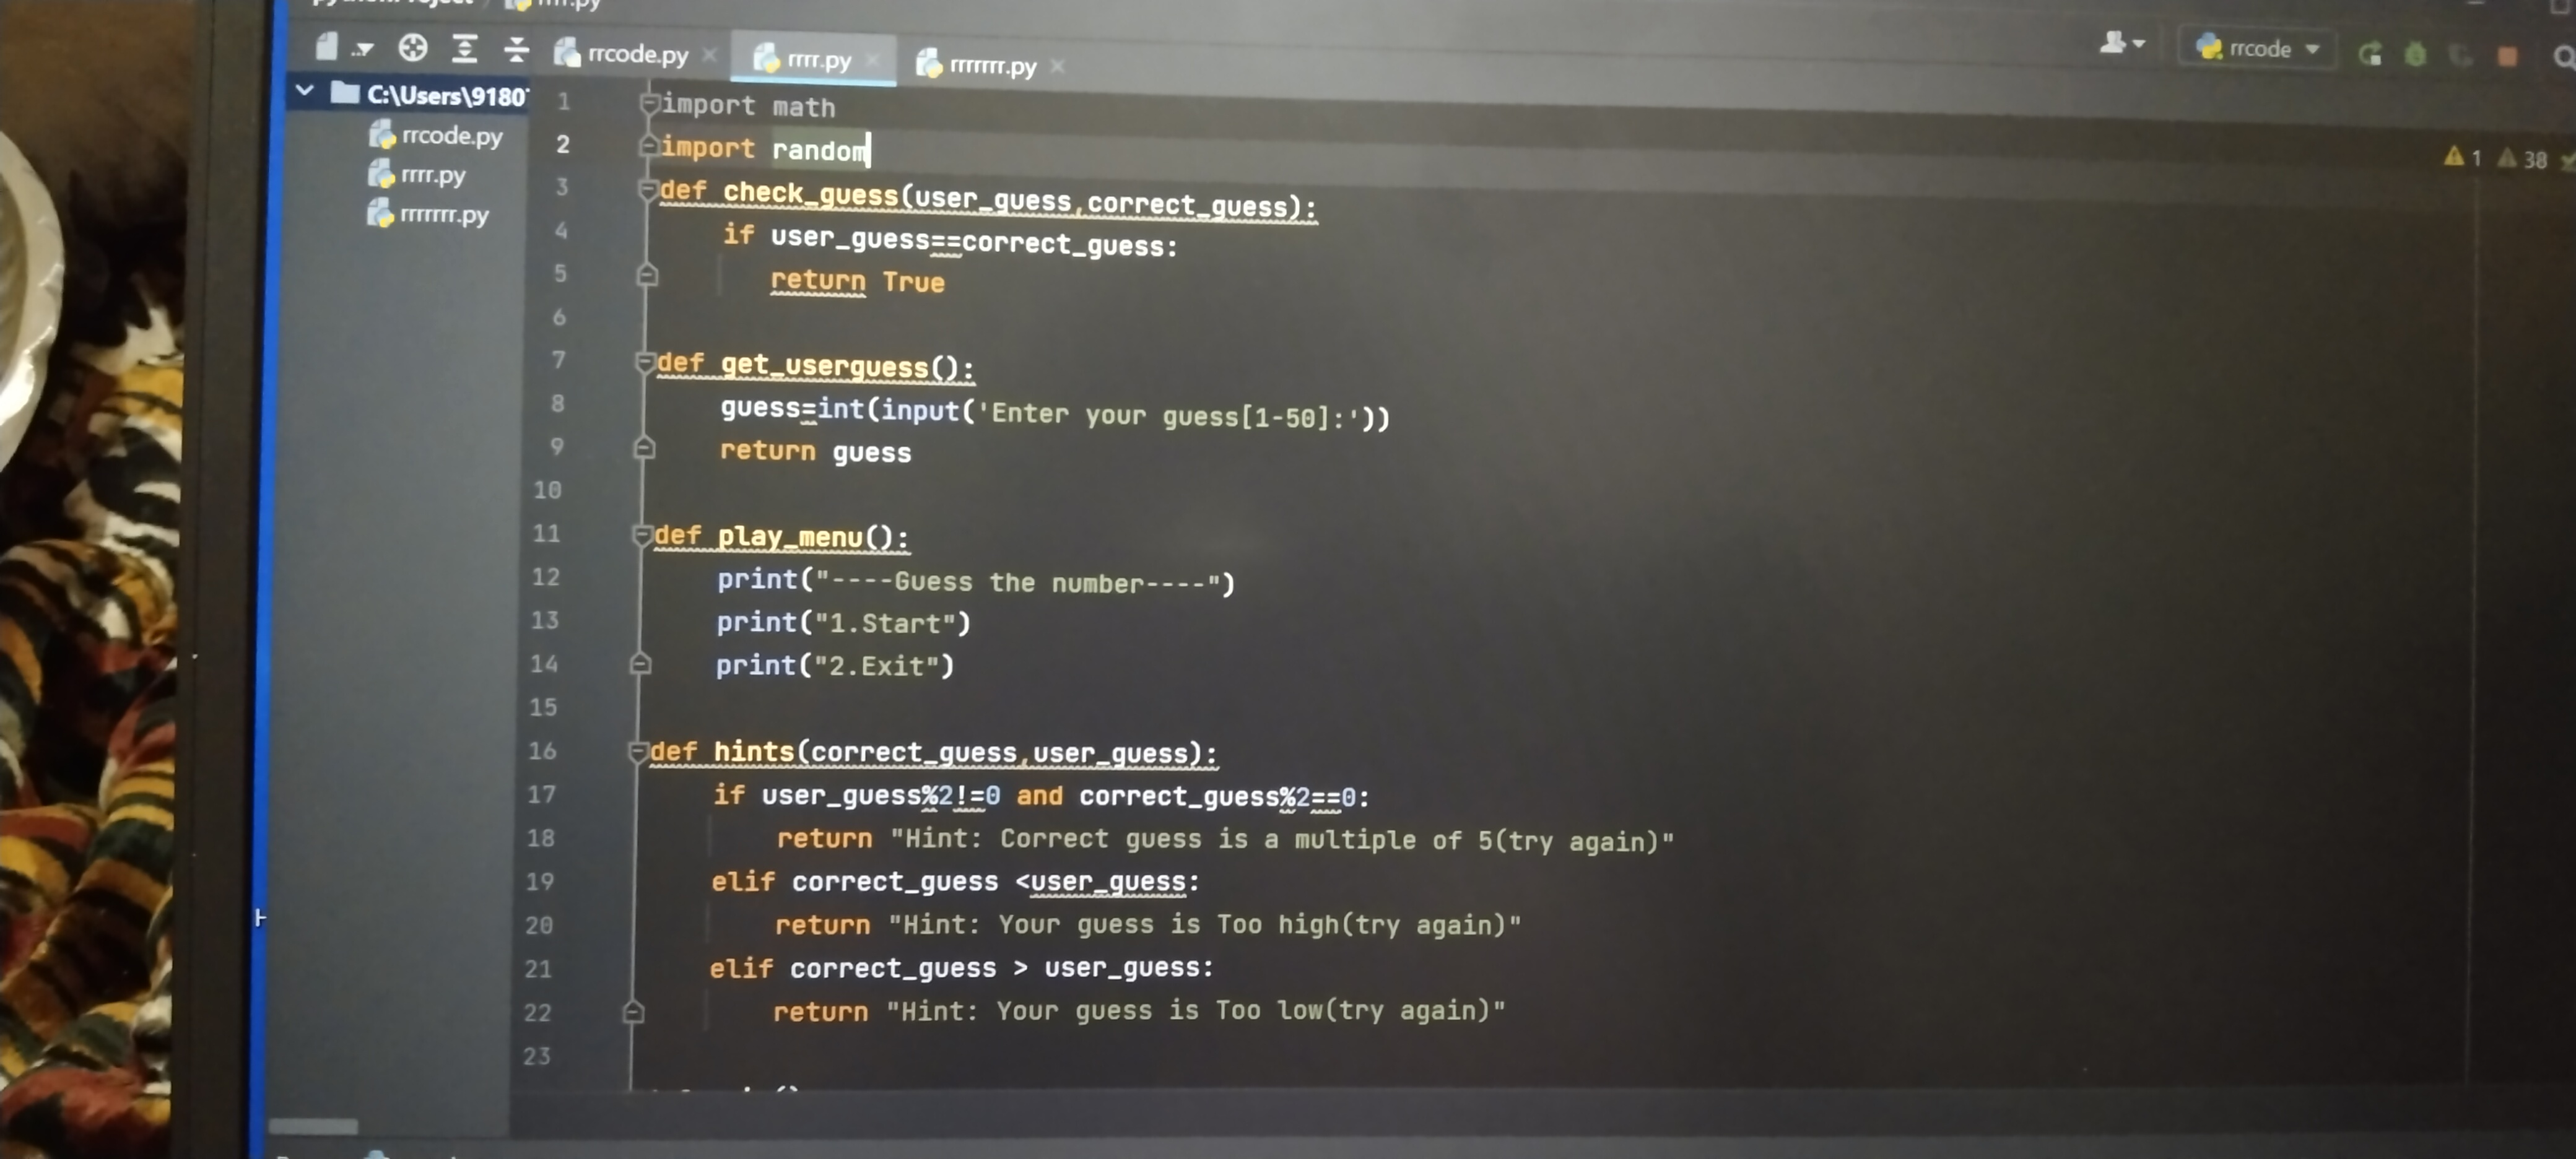 rrcode.py rrrr.py rrrrrrr.py rrcode
C:\Users\9180
rrcode.py
rrrr.py
rrrrrrr.py
1 38
1 import math
2 import random
3 def check_guess(user_guess,correct_guess):
4 if user_guess==correct_guess:
5 return True
6
7 def get_userguess():
8 guess=int(input('Enter your guess[1-50]:'))
9 return guess
10
11 def play_menu():
12 print("----Guess the number----")
13 print("1.Start")
14 print("2.Exit")
15
16 def hints(correct_guess,user_guess):
17 if user_guess%2!=0 and correct_guess%2==0:
18 return "Hint: Correct guess is a multiple of 5(try again)"
19 elif correct_guess <user_guess:
20 return "Hint: Your guess is Too high(try again)"
21 elif correct_guess > user_guess:
22 return "Hint: Your guess is Too low(try again)"
23